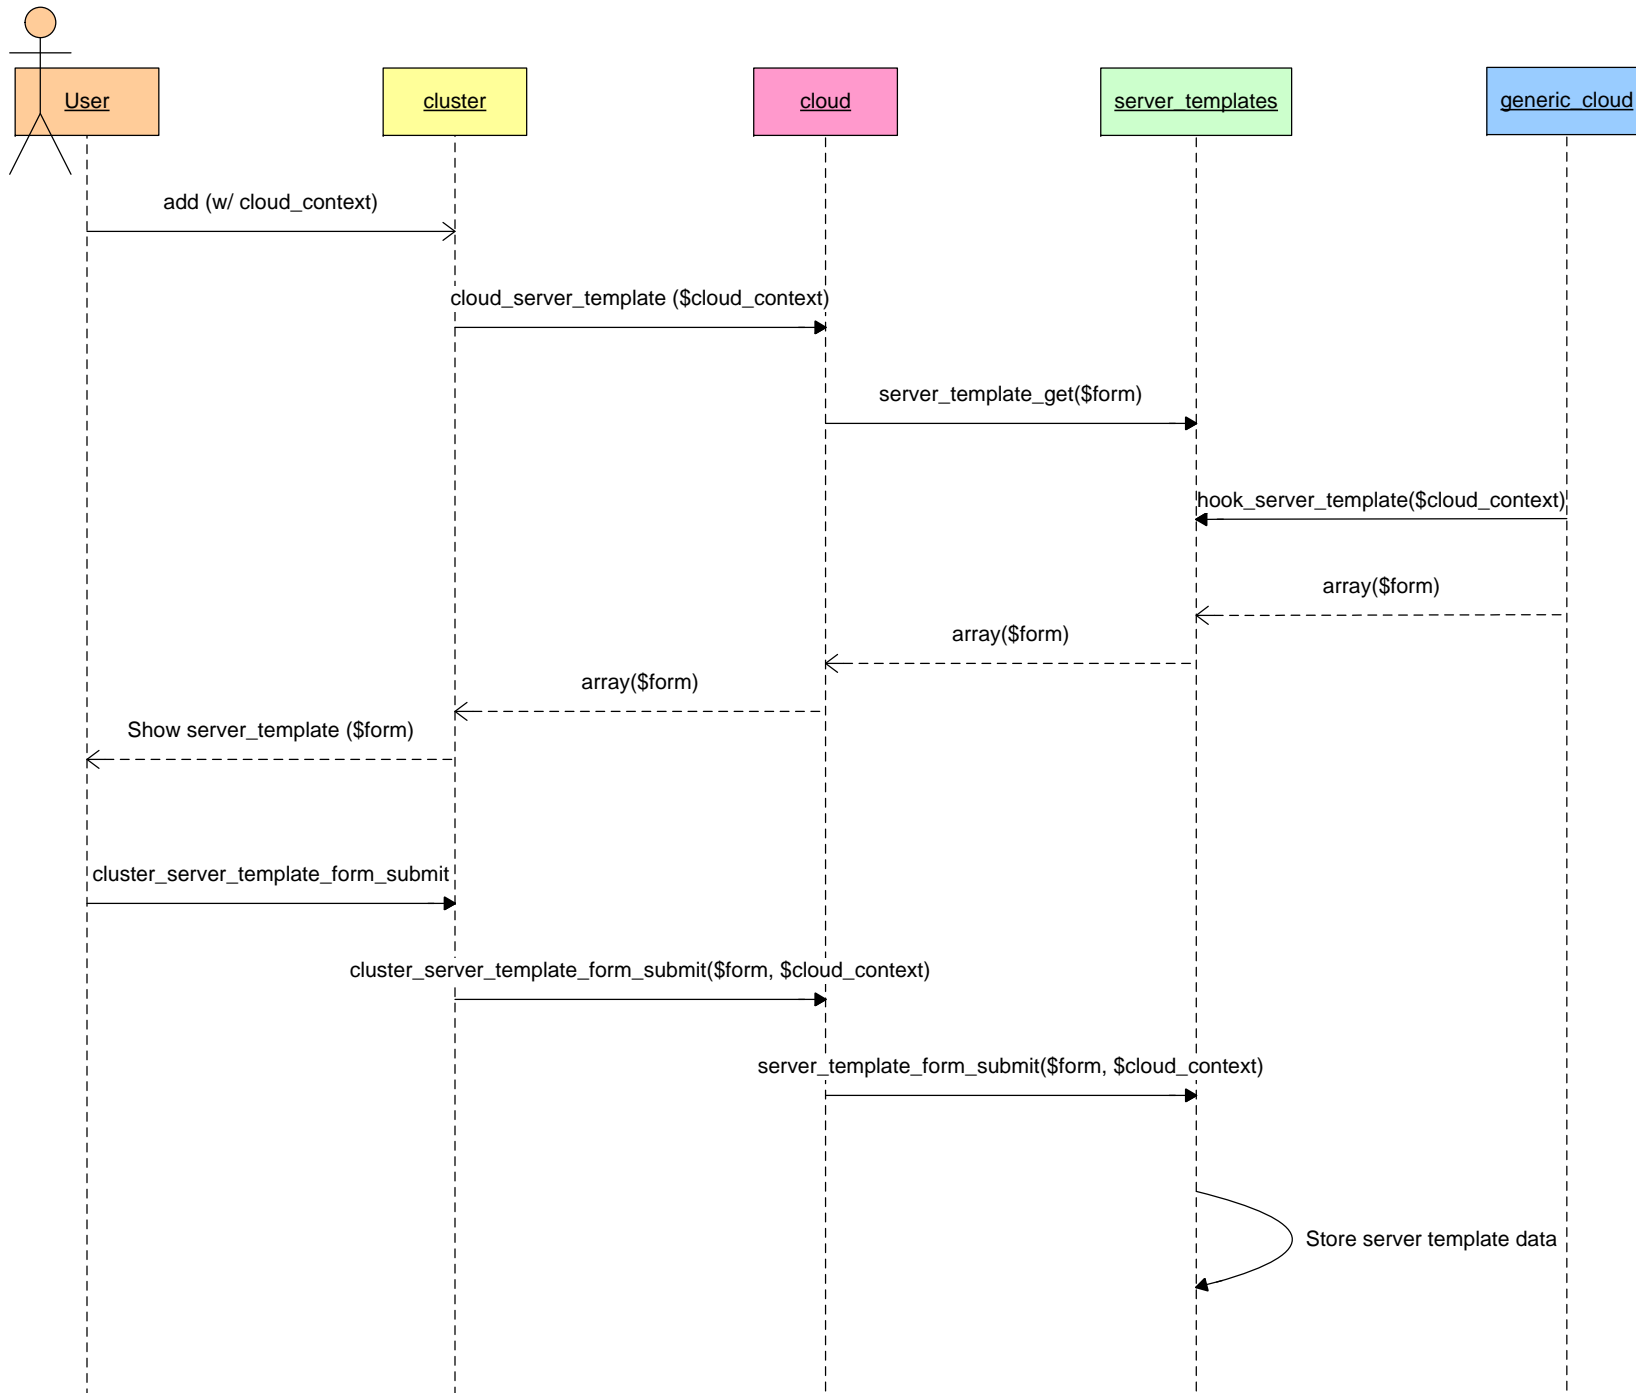 User
cluster
cloud
server_templates
generic_cloud
add (w/ cloud_context)
cloud_server_template ($cloud_context)
server_template_get($form)
hook_server_template($cloud_context)
array($form)
array($form)
array($form)
Show server_template ($form)
cluster_server_template_form_submit
cluster_server_template_form_submit($form, $cloud_context)
server_template_form_submit($form, $cloud_context)
Store server template data